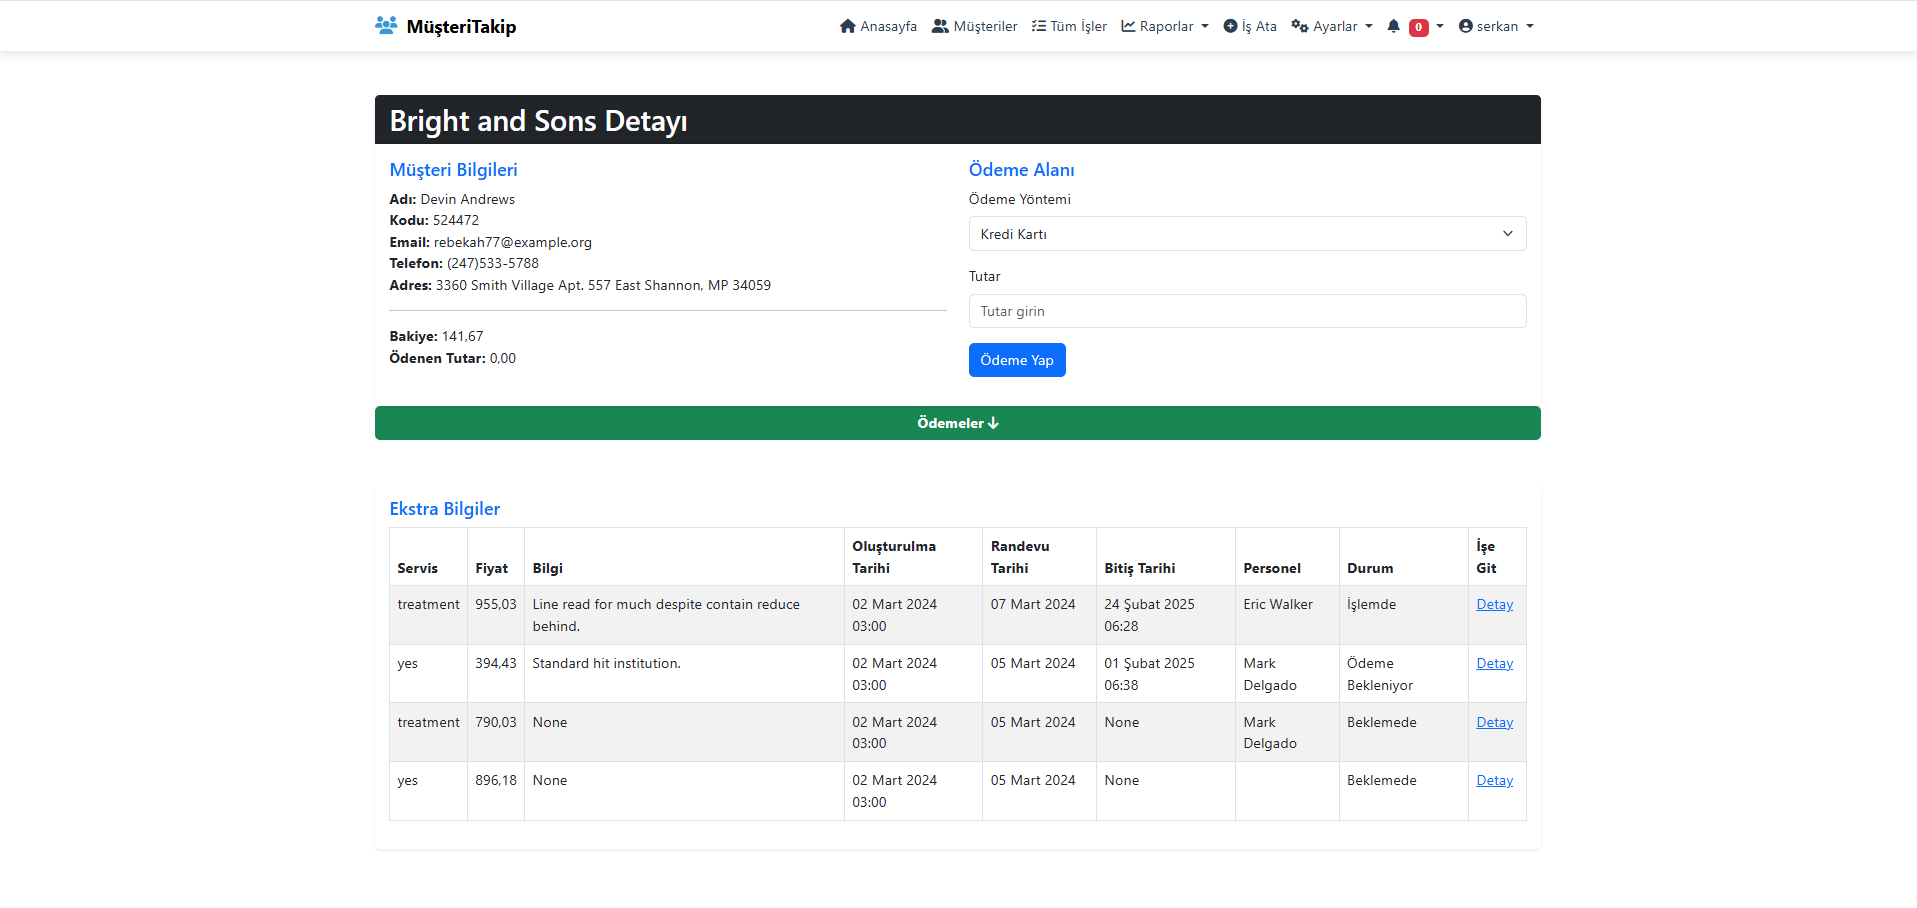 MüşteriTakip
Anasayfa Müşteriler Tüm İşler Raporlar İş Ata Ayarlar 0 serkan
Bright and Sons Detayı
Müşteri Bilgileri
Adı: Devin Andrews
Kodu: 524472
Email: rebekah77@example.org
Telefon: (247)533-5788
Adres: 3360 Smith Village Apt. 557 East Shannon, MP 34059
Bakiye: 141,67
Ödenen Tutar: 0,00
Ödeme Alanı
Ödeme Yöntemi
Kredi Kartı
Tutar
Tutar girin
Ödeme Yap
Ödemeler
Ekstra Bilgiler
Servis Fiyat Bilgi Oluşturulma Tarihi Randevu Tarihi Bitiş Tarihi Personel Durum İşe Git
treatment 955,03 Line read for much despite contain reduce behind. 02 Mart 2024 03:00 07 Mart 2024 24 Şubat 2025 06:28 Eric Walker İşlemde Detay
yes 394,43 Standard hit institution. 02 Mart 2024 03:00 05 Mart 2024 01 Şubat 2025 06:38 Mark Delgado Ödeme Bekleniyor Detay
treatment 790,03 None 02 Mart 2024 03:00 05 Mart 2024 None Mark Delgado Beklemede Detay
yes 896,18 None 02 Mart 2024 03:00 05 Mart 2024 None Beklemede Detay